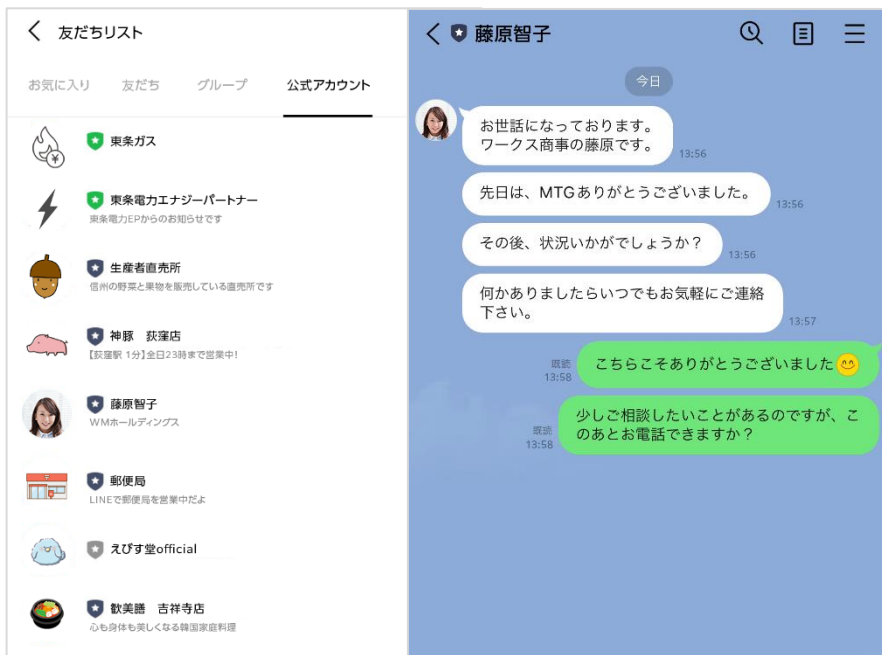 友だちリスト
お気に入り
友だち
グループ
公式アカウント
東条ガス
東条電力エナジーパートナー
東条電力EPからのお知らせです
生産者直売所
信州の野菜と果物を販売している直売所です
神豚 荻窪店
【荻窪駅 1分】全日23時まで営業中!
藤原智子
WMホールディングス
郵便局
LINEで郵便局を営業中だよ
えびす堂official
歓美膳 吉祥寺店
心も身体も美しくなる韓国家庭料理
藤原智子
今日
お世話になっております。
ワークス商事の藤原です。
13:56
先日は、MTGありがとうございました。
13:56
その後、状況いかがでしょうか？
13:56
何かありましたらいつでもお気軽にご連絡
下さい。
13:57
こちらこそありがとうございました
既読
13:58
少しご相談したいことがあるのですが、こ
のあとお電話できますか？
既読
13:58